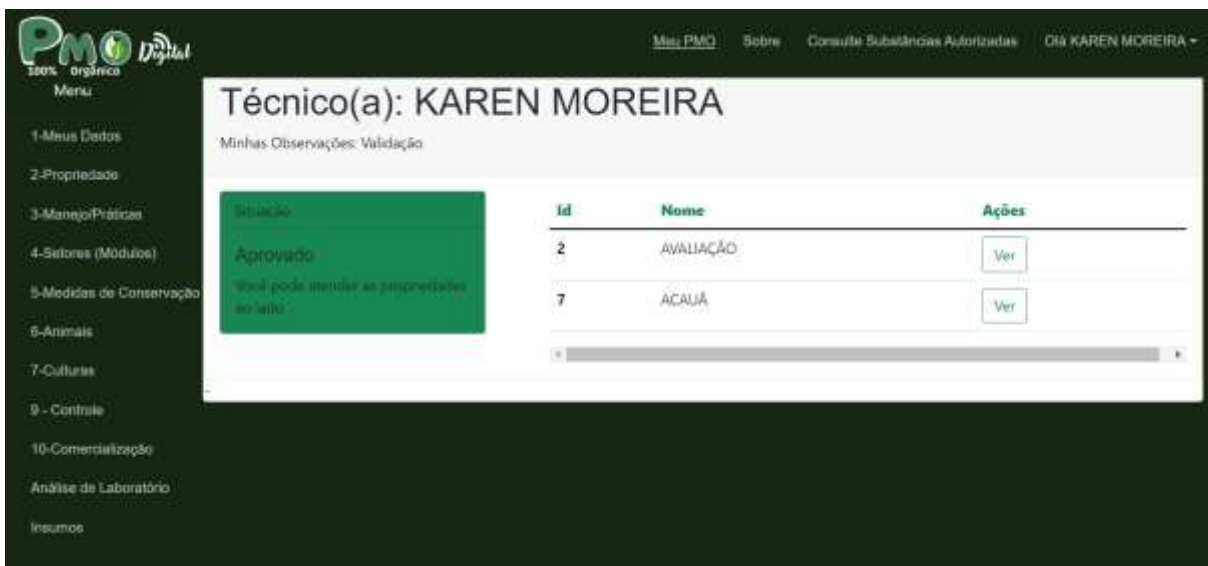 PMO Digital
100% Orgânico
Meu PMO Sobre Consulte Substâncias Autorizadas Olá KAREN MOREIRA
Menu
1-Meus Dados
2-Propriedade
3-Manejo/Práticas
4-Setores (Módulos)
5-Medidas de Conservação
6-Animais
7-Culturas
9 - Controle
10-Comercialização
Análise de Laboratório
Insumos
Técnico(a): KAREN MOREIRA
Minhas Observações: Validação
Situação
Aprovado
Você pode atender as propriedades
ao lado
Id Nome Ações
2 AVALIAÇÃO Ver
7 ACAUÃ Ver